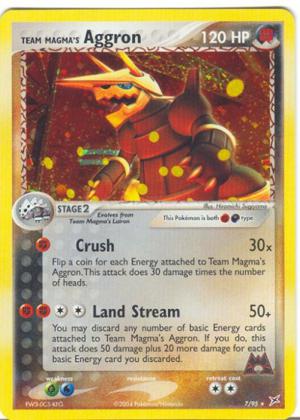 TEAM MAGMA'S Aggron 120 HP
Illus. Hironobu Sugiyama
STAGE 2
Evolves from
Team Magma's Lairon
This Pokémon is both type.
Crush 30x
Flip a coin for each Energy attached to Team Magma's
Aggron.This attack does 30 damage times the number
of heads.
Land Stream 50+
You may discard any number of basic Energy cards
attached to Team Magma's Aggron. If you do, this
attack does 50 damage plus 20 more damage for each
basic Energy card you discarded.
weakness resistance retreat cost
©2004 Pokémon/Nintendo 7/95 ★